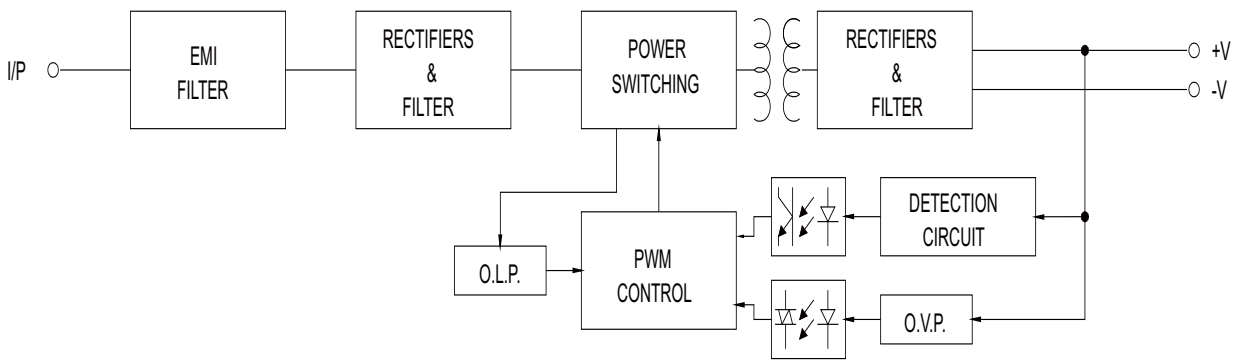 I/P
EMI
FILTER
RECTIFIERS
&
FILTER
POWER
SWITCHING
RECTIFIERS
&
FILTER
+V
-V
O.L.P.
PWM
CONTROL
DETECTION
CIRCUIT
O.V.P.